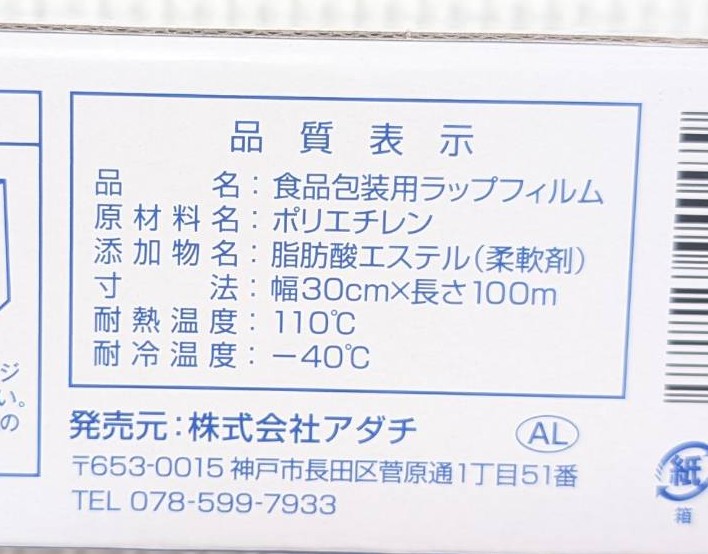 品質表示
品名：食品包装用ラップフィルム
原材料名：ポリエチレン
添加物名：脂肪酸エステル（柔軟剤）
寸法：幅30cm×長さ100m
耐熱温度：110℃
耐冷温度：−40℃
ジ
い。
の
発売元：株式会社アダチ
AL
〒653-0015 神戸市長田区菅原通1丁目51番
TEL 078-599-7933
紙
箱